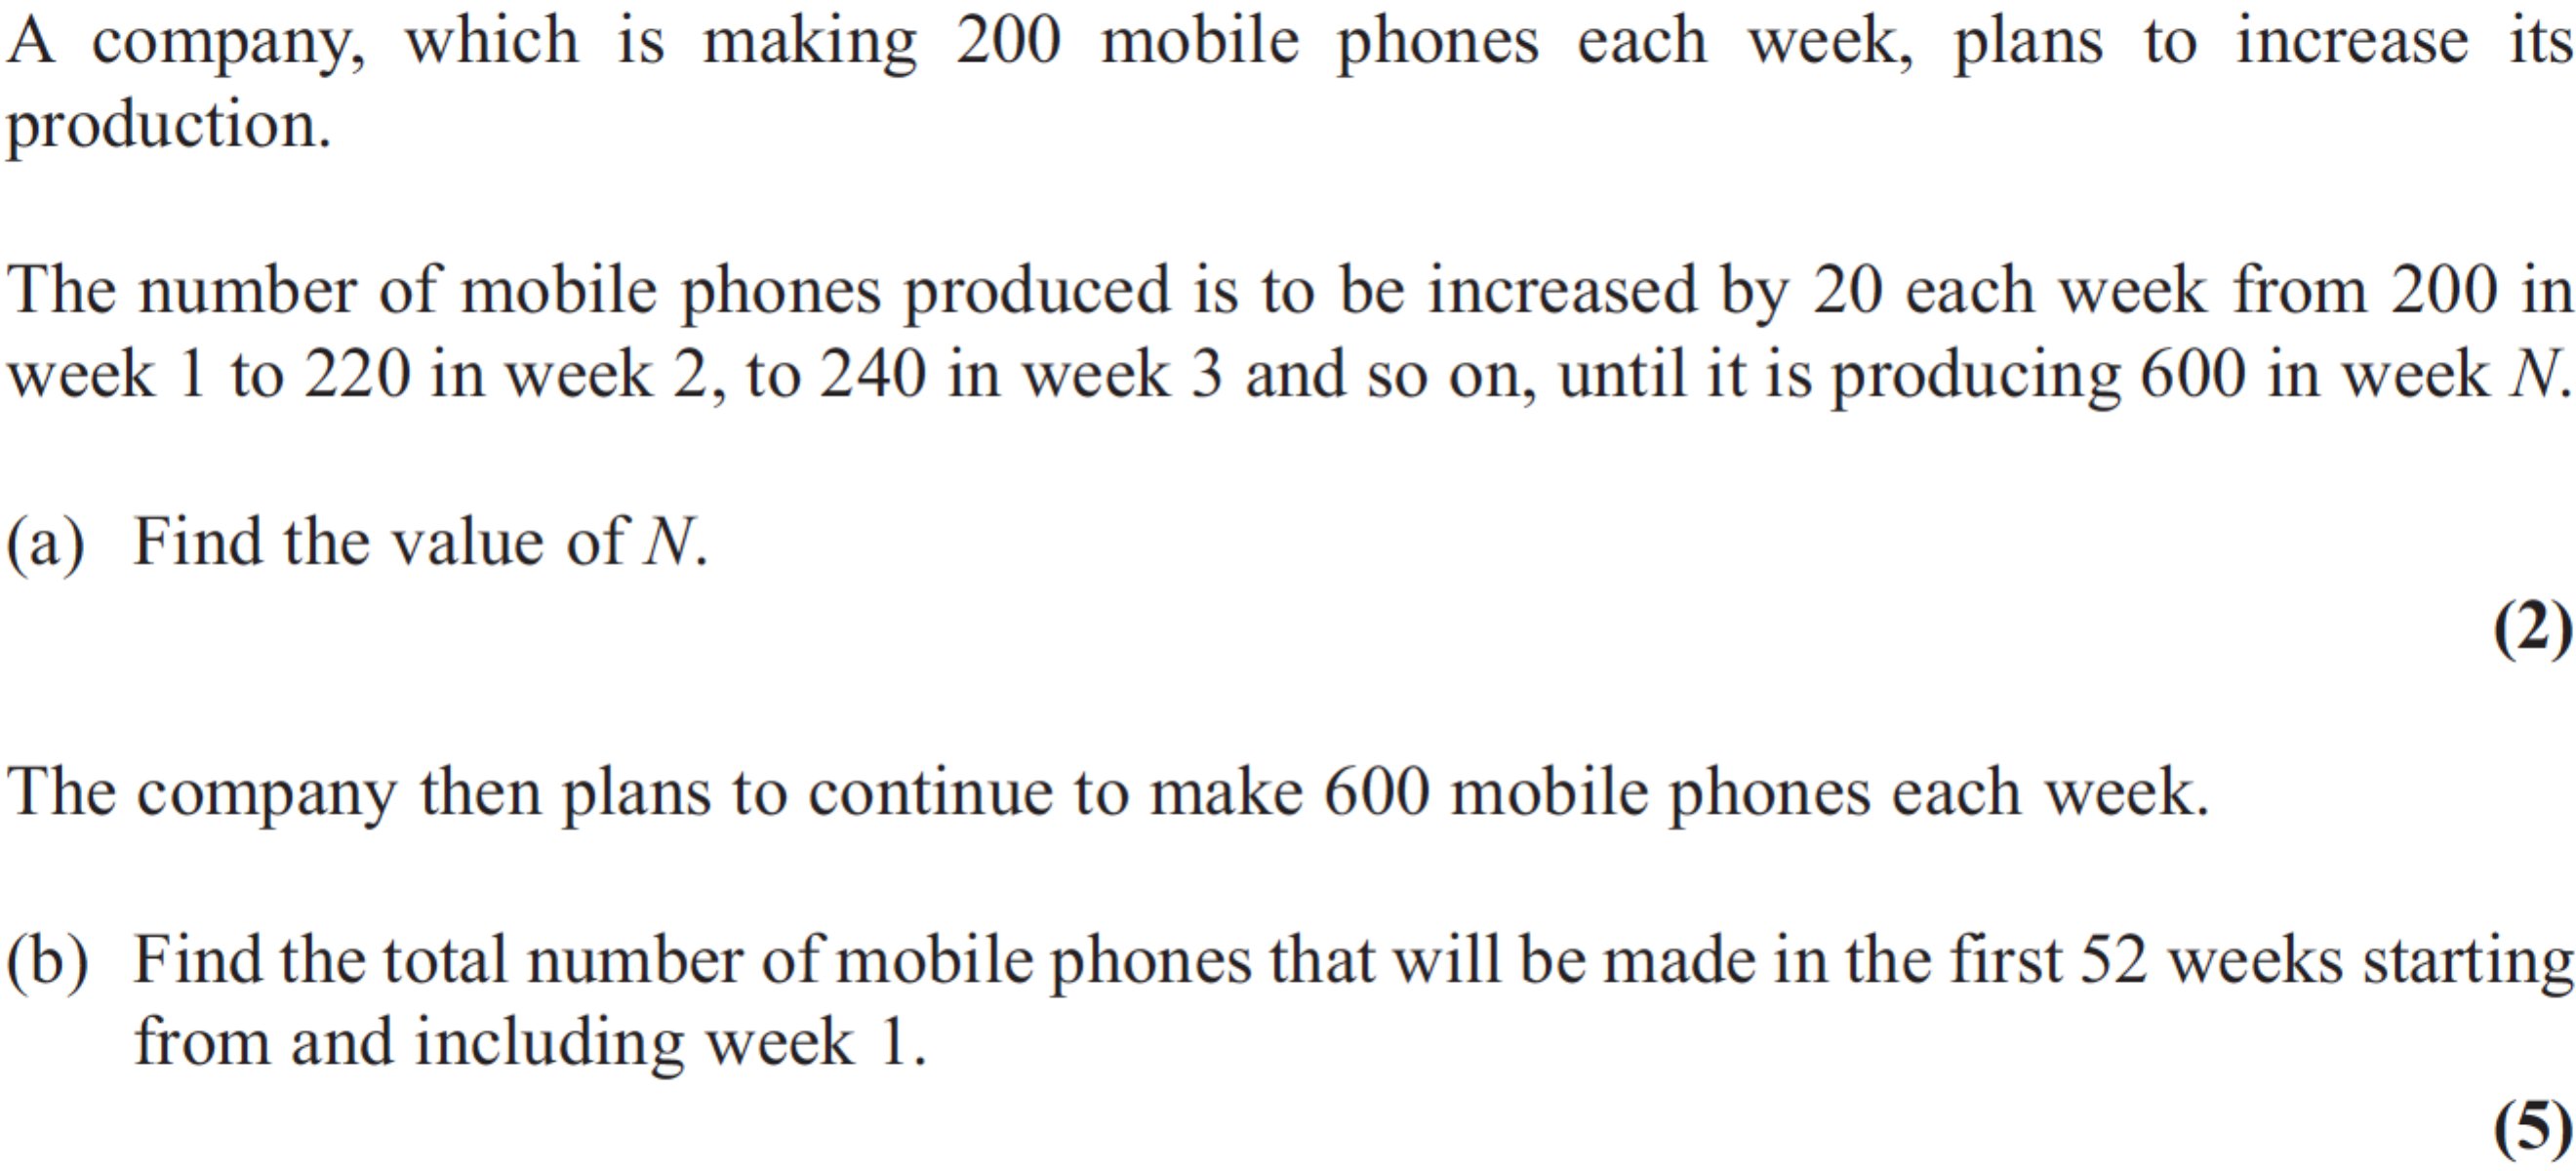 A company, which is making 200 mobile phones each week, plans to increase its
production.
The number of mobile phones produced is to be increased by 20 each week from 200 in
week 1 to 220 in week 2, to 240 in week 3 and so on, until it is producing 600 in week N.
(a) Find the value of N.
(2)
The company then plans to continue to make 600 mobile phones each week.
(b) Find the total number of mobile phones that will be made in the first 52 weeks starting
from and including week 1.
(5)